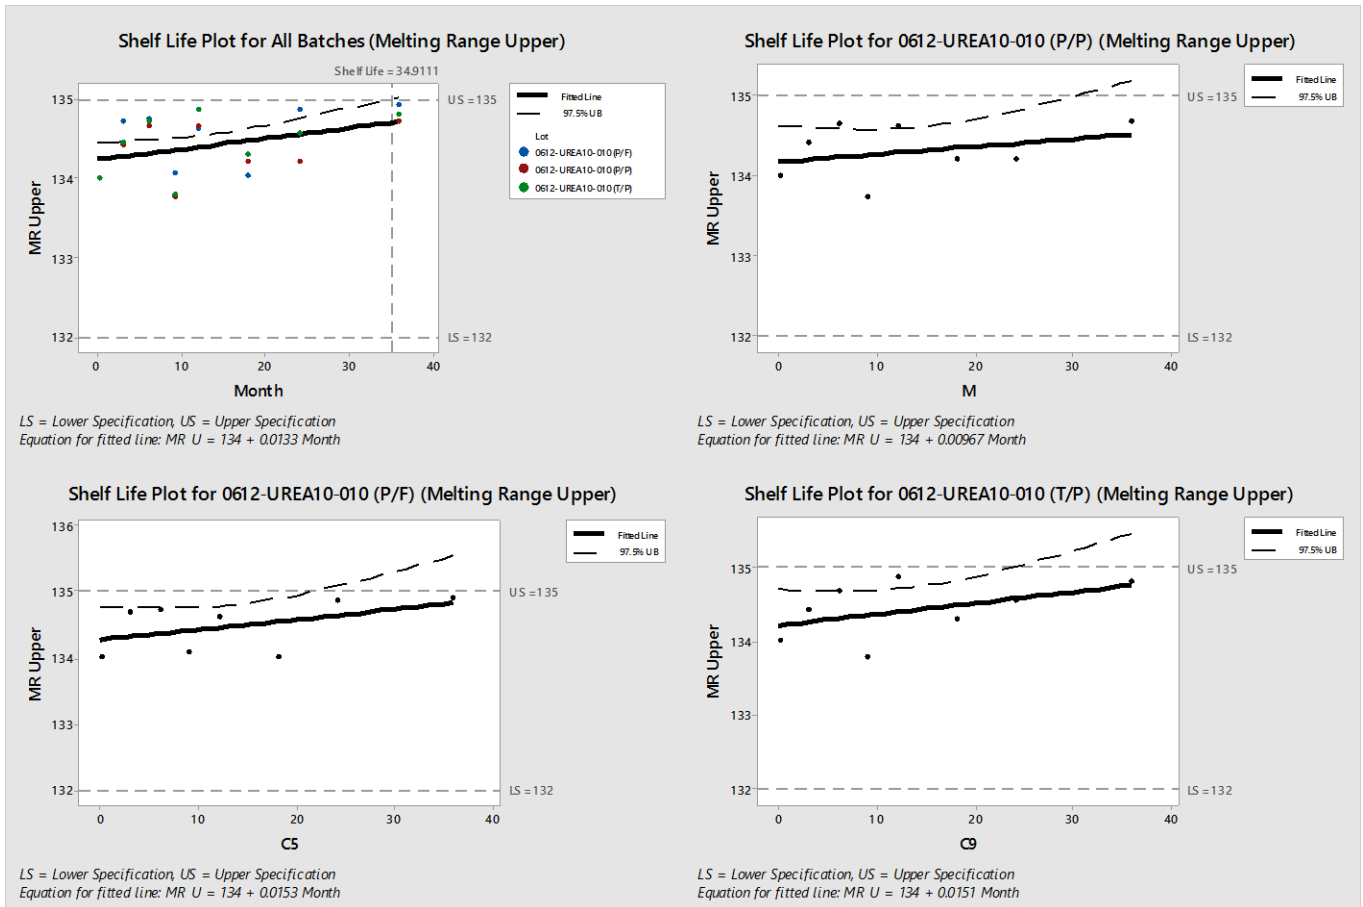 Shelf Life Plot for All Batches (Melting Range Upper)
Shelf Life = 34.9111
135
134
133
132
MR Upper
US = 135
LS = 132
0 10 20 30 40
Month
Fitted Line
97.5% UB
Lot
0612-UREA10-010 (P/F)
0612-UREA10-010 (P/P)
0612-UREA10-010 (T/P)
LS = Lower Specification, US = Upper Specification
Equation for fitted line: MR U = 134 + 0.0133 Month
Shelf Life Plot for 0612-UREA10-010 (P/P) (Melting Range Upper)
135
134
133
132
MR Upper
US = 135
LS = 132
0 10 20 30 40
M
Fitted Line
97.5% UB
LS = Lower Specification, US = Upper Specification
Equation for fitted line: MR U = 134 + 0.00967 Month
Shelf Life Plot for 0612-UREA10-010 (P/F) (Melting Range Upper)
136
135
134
133
132
MR Upper
US = 135
LS = 132
0 10 20 30 40
C5
Fitted Line
97.5% UB
LS = Lower Specification, US = Upper Specification
Equation for fitted line: MR U = 134 + 0.0153 Month
Shelf Life Plot for 0612-UREA10-010 (T/P) (Melting Range Upper)
135
134
133
132
MR Upper
US = 135
LS = 132
0 10 20 30 40
C9
Fitted Line
97.5% UB
LS = Lower Specification, US = Upper Specification
Equation for fitted line: MR U = 134 + 0.0151 Month